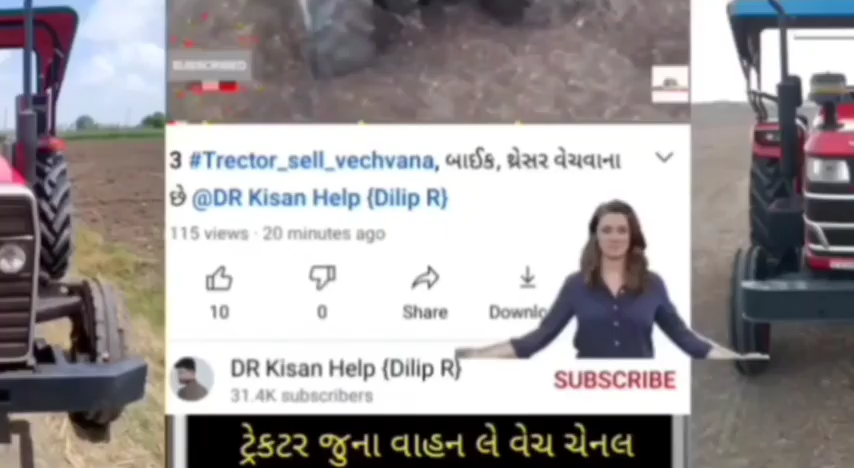 SUBSCRIBED
3 #Trector_sell_vechvana, બાઈક, થ્રેસર વેચવાના
છે @DR Kisan Help {Dilip R}
115 views · 20 minutes ago
10 0 Share Downlo
DR Kisan Help {Dilip R}
31.4K subscribers
SUBSCRIBE
ટ્રેકટર જુના વાહન લે વેચ ચેનલ